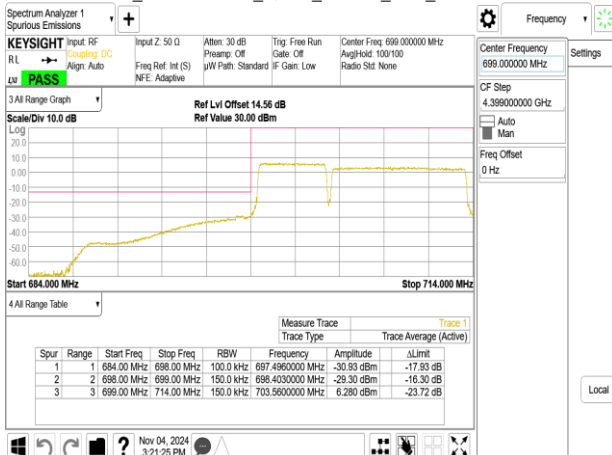 Spectrum Analyzer 1
Spurious Emissions
Frequency
KEYSIGHT Input: RF Input Z: 50 Ω Atten: 30 dB Trig: Free Run Center Freq: 699.000000 MHz
RL Coupling: DC Preamp: Off Gate: Off Avg|Hold: 100/100
Align: Auto Freq Ref: Int (S) µW Path: Standard IF Gain: Low Radio Std: None
NFE: Adaptive
PASS
Center Frequency
699.000000 MHz
Settings
CF Step
4.399000000 GHz
Auto
Man
Freq Offset
0 Hz
3 All Range Graph
Ref Lvl Offset 14.56 dB
Scale/Div 10.0 dB Ref Value 30.00 dBm
Log
20.0
10.0
0.00
-10.0
-20.0
-30.0
-40.0
-50.0
-60.0
Start 684.000 MHz Stop 714.000 MHz
4 All Range Table
Measure Trace Trace 1
Trace Type Trace Average (Active)
Spur Range Start Freq Stop Freq RBW Frequency Amplitude ΔLimit
1 1 684.00 MHz 698.00 MHz 100.0 kHz 697.4960000 MHz -30.93 dBm -17.93 dB
2 2 698.00 MHz 699.00 MHz 150.0 kHz 698.4030000 MHz -29.30 dBm -16.30 dB
3 3 699.00 MHz 714.00 MHz 150.0 kHz 703.5600000 MHz 6.280 dBm -23.72 dB
Local
? Nov 04, 2024
3:21:25 PM